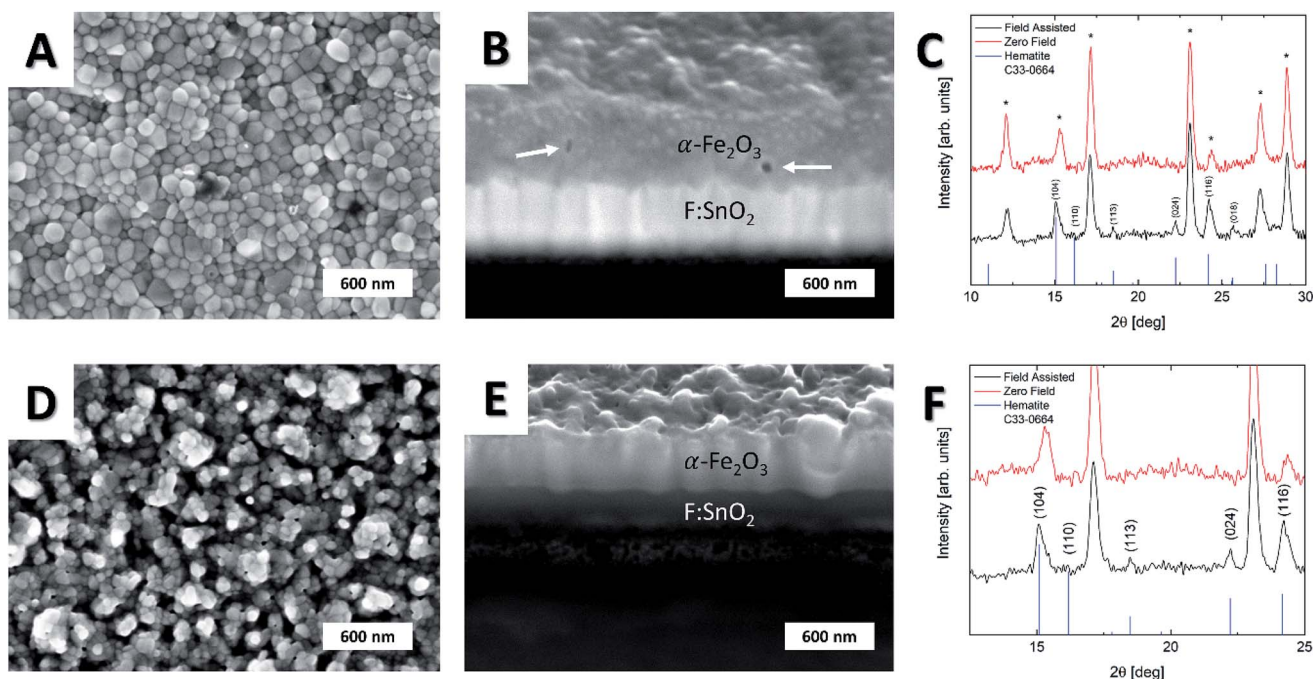 A
600 nm
B
α-Fe₂O₃
F:SnO₂
600 nm
C
Field Assisted
Zero Field
Hematite
C33-0664
*
*
*
*
*
*
*
(104)
(110)
(113)
(024)
(116)
(018)
Intensity [arb. units]
10 15 20 25 30
2θ [deg]
D
600 nm
E
α-Fe₂O₃
F:SnO₂
600 nm
F
Field Assisted
Zero Field
Hematite
C33-0664
(104)
(110)
(113)
(024)
(116)
Intensity [arb. units]
15 20 25
2θ [deg]